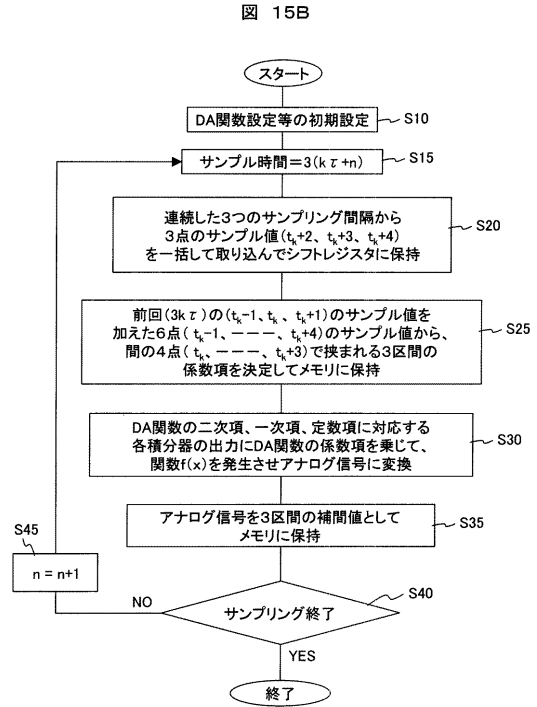 図 15B
スタート
DA関数設定等の初期設定
S10
サンプル時間=3(kτ+n)
S15
連続した3つのサンプリング間隔から
3点のサンプル値(tk+2、tk+3、tk+4)
を一括して取り込んでシフトレジスタに保持
S20
前回(3kτ)の(tk-1、tk、tk+1)のサンプル値を
加えた6点(tk-1、---、tk+4)のサンプル値から、
間の4点(tk、---、tk+3)で挟まれる3区間の
係数項を決定してメモリに保持
S25
DA関数の二次項、一次項、定数項に対応する
各積分器の出力にDA関数の係数項を乗じて、
関数f(x)を発生させアナログ信号に変換
S30
アナログ信号を3区間の補間値として
メモリに保持
S35
S45
n = n+1
NO
サンプリング終了
S40
YES
終了